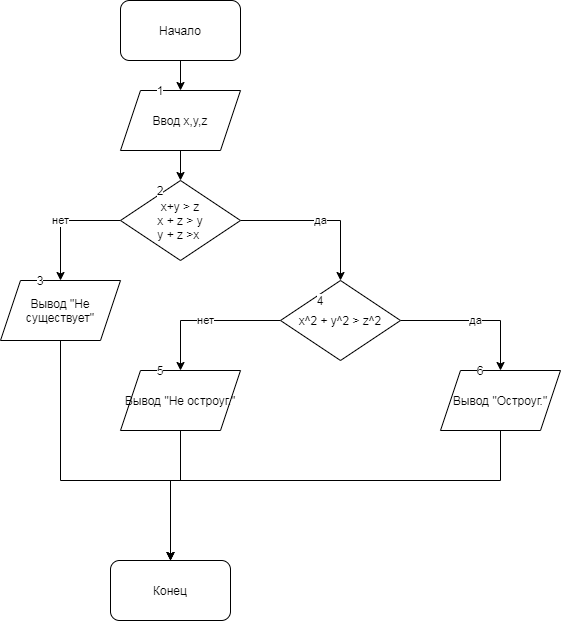 Начало
1
Ввод x,y,z
2
x+y > z
x + z > y
y + z >x
нет
да
3
Вывод "Не
существует"
4
x^2 + y^2 > z^2
нет
да
5
Вывод "Не остроуг."
6
Вывод "Остроуг."
Конец